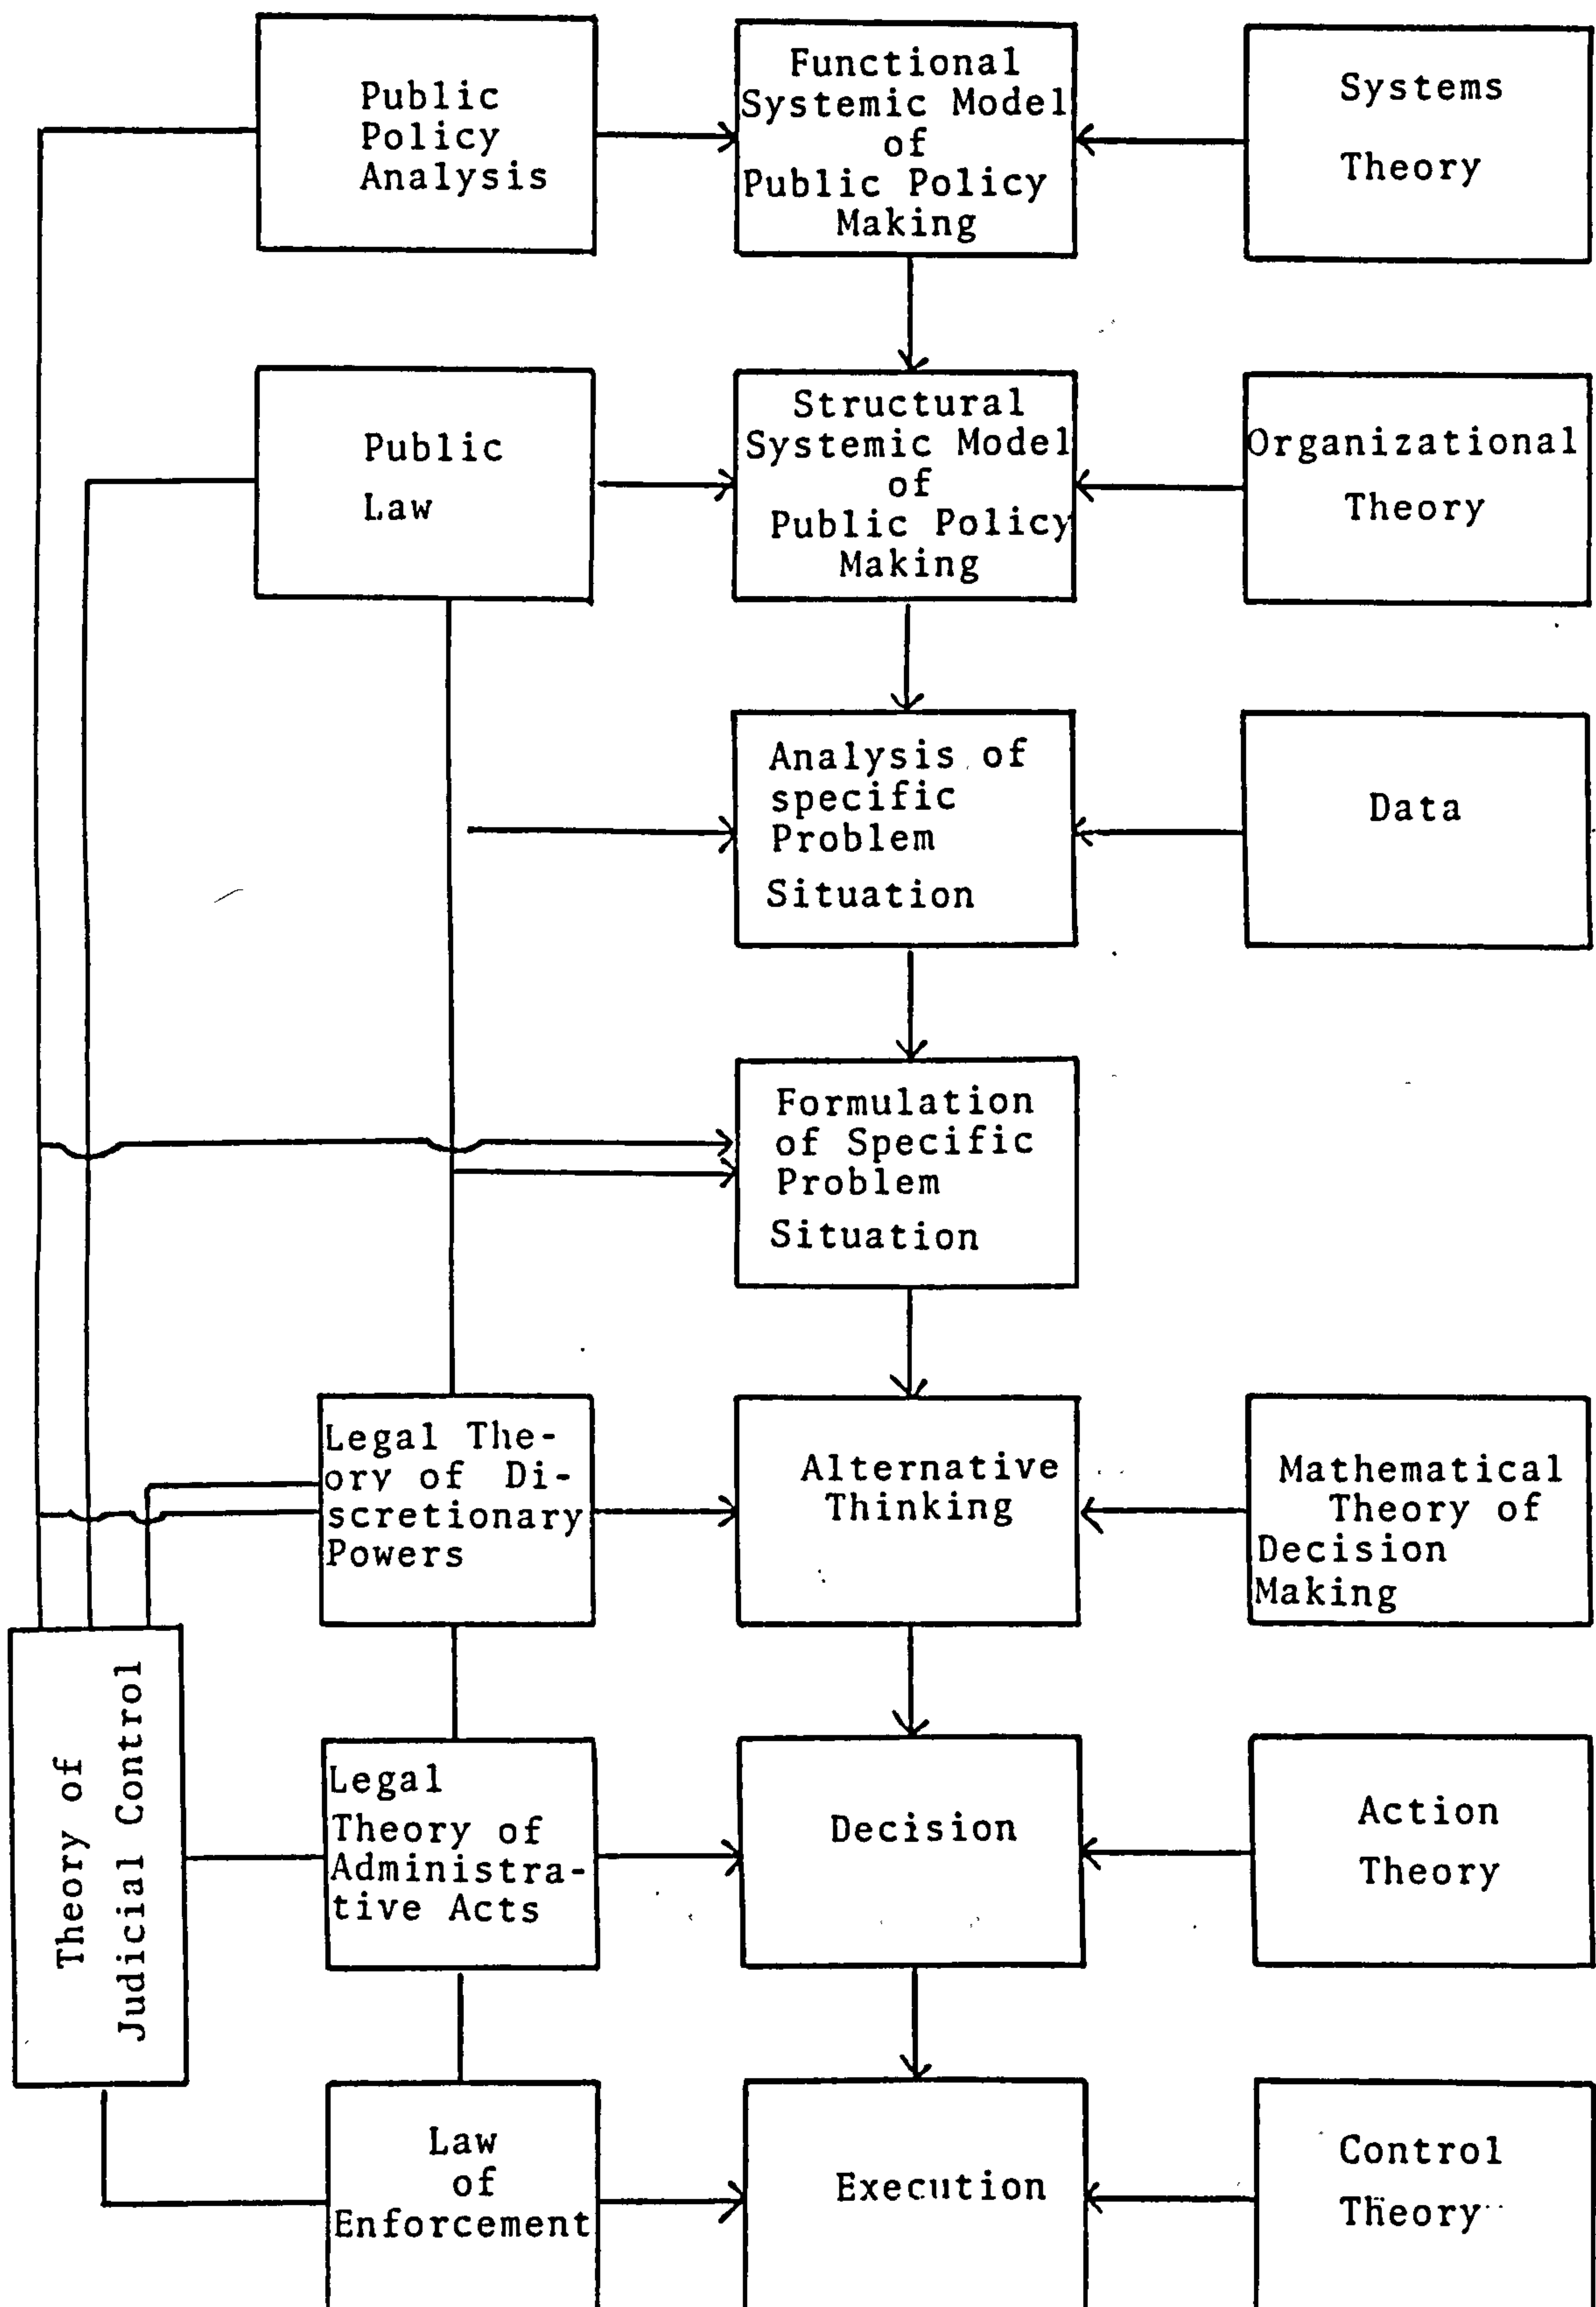 Public
Policy
Analysis
Functional
Systemic Model
of
Public Policy
Making
Systems
Theory
Public
Law
Structural
Systemic Model
of
Public Policy
Making
Organizational
Theory
Analysis of
specific
Problem
Situation
Data
Formulation
of Specific
Problem
Situation
Legal The-
ory of Di-
scretionary
Powers
Alternative
Thinking
Mathematical
Theory of
Decision
Making
Theory of
Judicial Control
Legal
Theory of
Administra-
tive Acts
Decision
Action
Theory
Law
of
Enforcement
Execution
Control
Theory